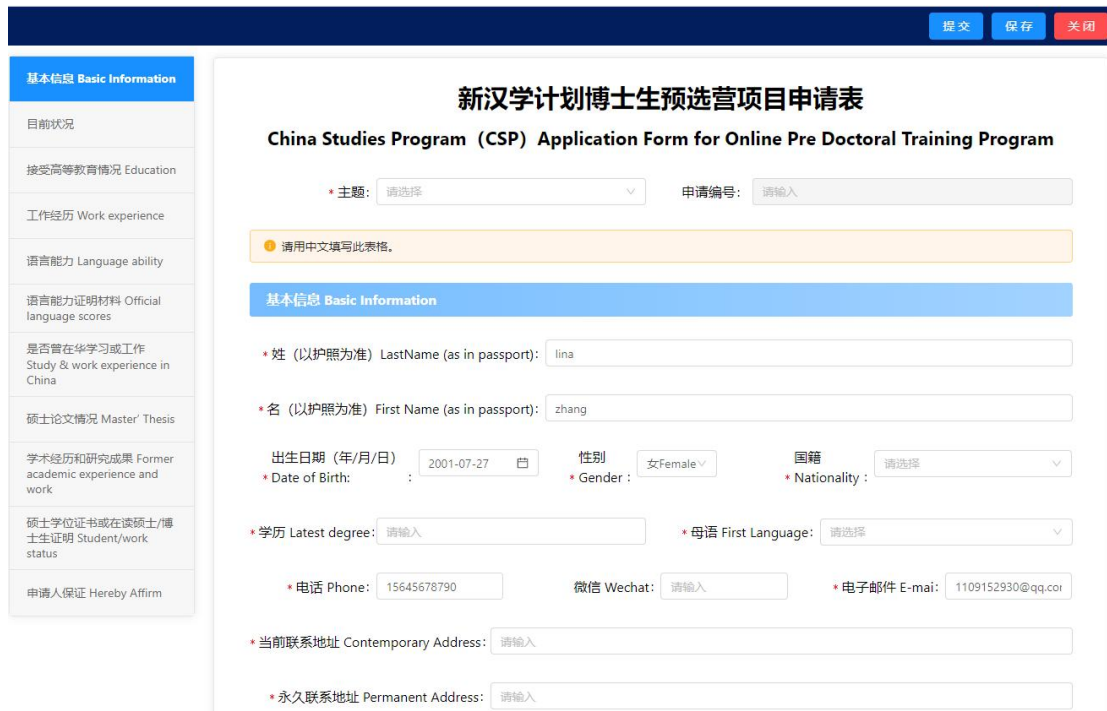 提交 保存 关闭
基本信息 Basic Information
目前状况
接受高等教育情况 Education
工作经历 Work experience
语言能力 Language ability
语言能力证明材料 Official
language scores
是否曾在华学习或工作
Study & work experience in
China
硕士论文情况 Master' Thesis
学术经历和研究成果 Former
academic experience and
work
硕士学位证书或在读硕士/博
士生证明 Student/work
status
申请人保证 Hereby Affirm
新汉学计划博士生预选营项目申请表
China Studies Program（CSP）Application Form for Online Pre Doctoral Training Program
* 主题： 请选择 申请编号： 请输入
请用中文填写此表格。
基本信息 Basic Information
* 姓（以护照为准）LastName (as in passport)： lina
* 名（以护照为准）First Name (as in passport)： zhang
出生日期（年/月/日） 性别 国籍
* Date of Birth: ： 2001-07-27 * Gender： 女Female * Nationality： 请选择
* 学历 Latest degree： 请输入 * 母语 First Language： 请选择
* 电话 Phone： 15645678790 微信 Wechat： 请输入 * 电子邮件 E-mai： 1109152930@qq.cor
* 当前联系地址 Contemporary Address： 请输入
* 永久联系地址 Permanent Address： 请输入